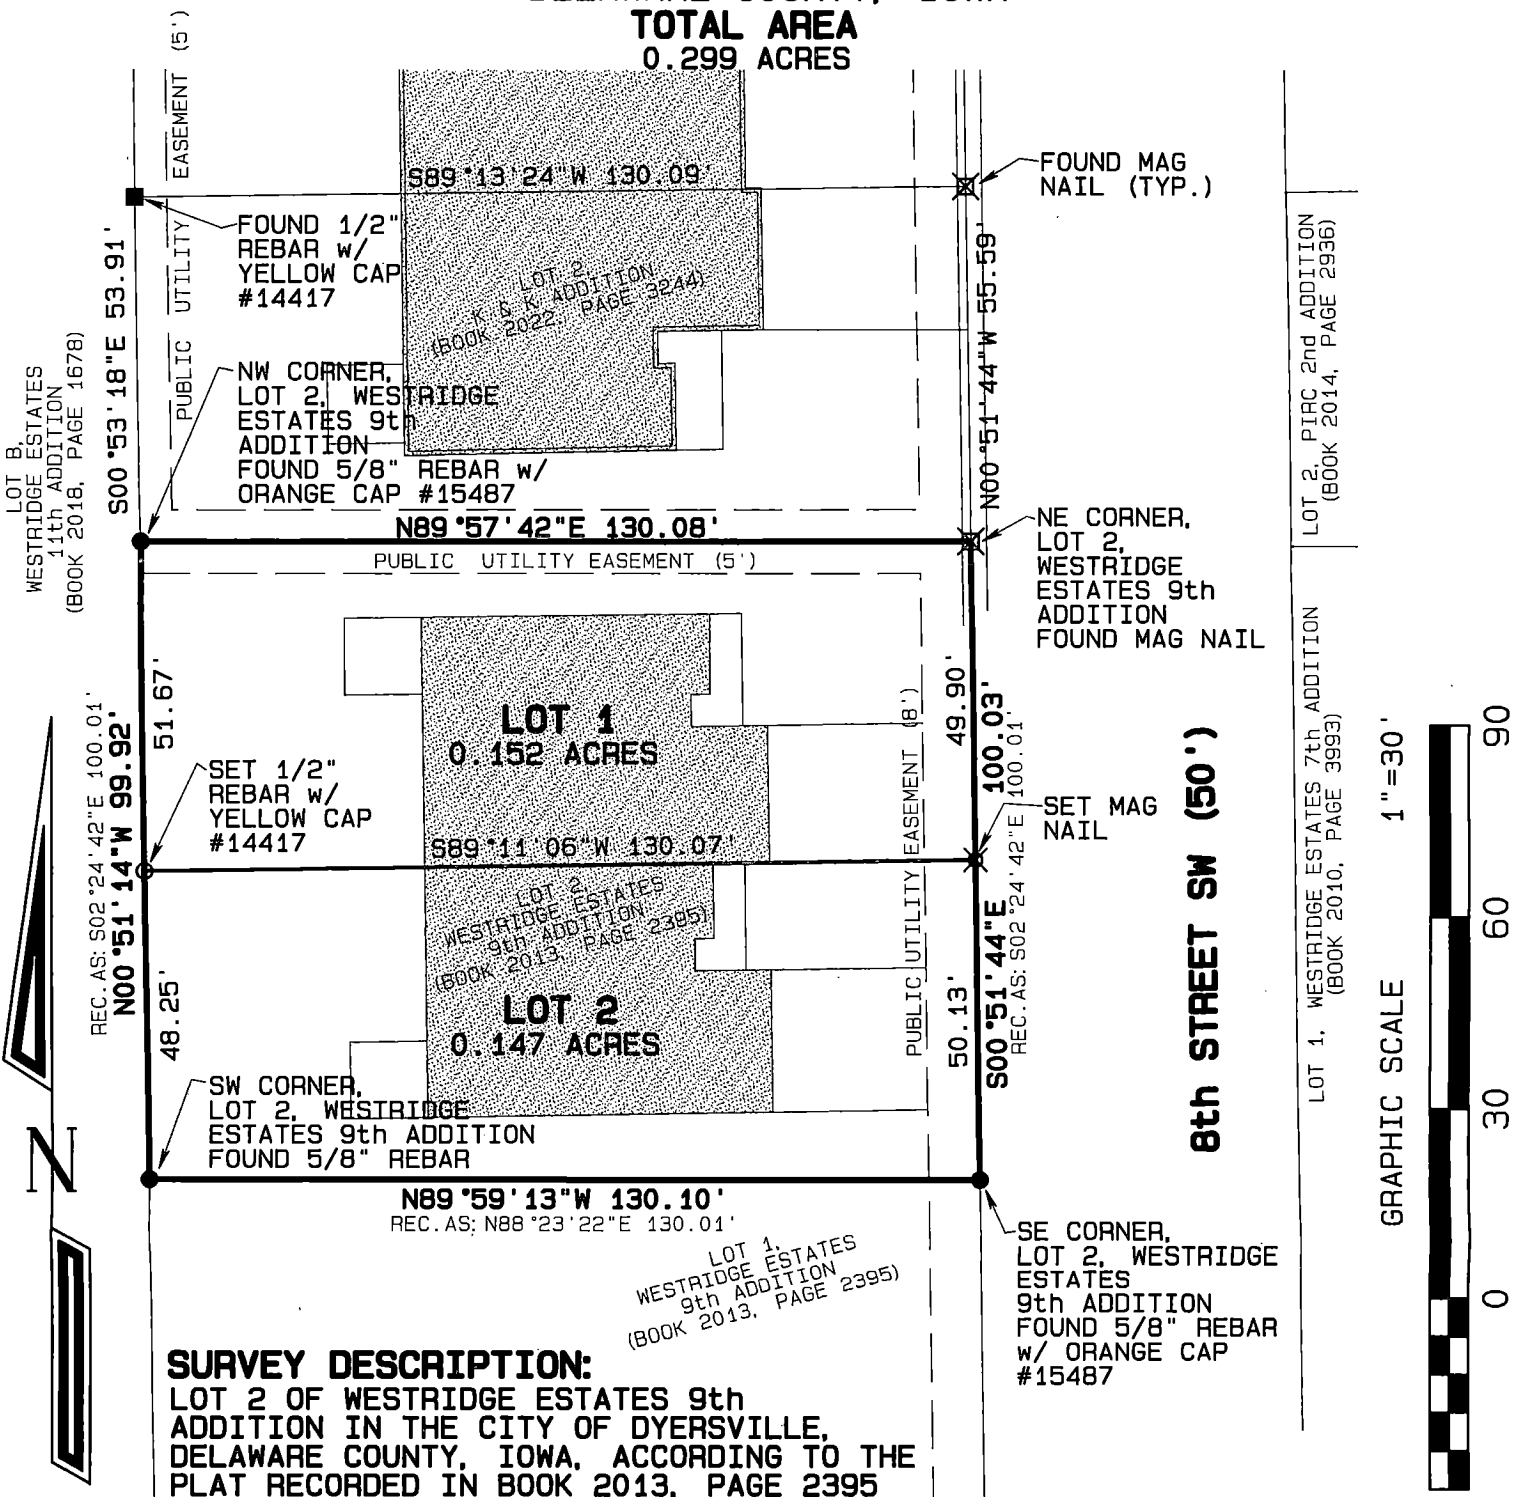 TOTAL AREA
0.299 ACRES
EASEMENT (5')
PUBLIC UTILITY
S89°13'24"W 130.09'
FOUND MAG
NAIL (TYP.)
FOUND 1/2"
REBAR w/
YELLOW CAP
#14417
S00°53'18"E 53.91'
N00°51'44"W 55.59'
LOT 2,
K & K ADDITION
(BOOK 2022, PAGE 3244)
LOT 2, PIRC 2nd ADDITION
(BOOK 2014, PAGE 2936)
LOT B,
WESTRIDGE ESTATES
11th ADDITION
(BOOK 2018, PAGE 1678)
NW CORNER,
LOT 2, WESTRIDGE
ESTATES 9th
ADDITION
FOUND 5/8" REBAR w/
ORANGE CAP #15487
N89°57'42"E 130.08'
PUBLIC UTILITY EASEMENT (5')
NE CORNER,
LOT 2,
WESTRIDGE
ESTATES 9th
ADDITION
FOUND MAG NAIL
51.67'
49.90'
LOT 1
0.152 ACRES
REC.AS: S02°24'42"E 100.01'
N00°51'14"W 99.92'
SET 1/2"
REBAR w/
YELLOW CAP
#14417
S89°11'06"W 130.07'
PUBLIC UTILITY EASEMENT (8')
S00°51'44"E 100.03'
REC.AS: S02°24'42"E 100.01'
SET MAG
NAIL
8th STREET SW (50')
LOT 1, WESTRIDGE ESTATES 7th ADDITION
(BOOK 2010, PAGE 3993)
LOT 2,
WESTRIDGE ESTATES
9th ADDITION
(BOOK 2013, PAGE 2395)
LOT 2
0.147 ACRES
48.25'
50.13'
SW CORNER,
LOT 2, WESTRIDGE
ESTATES 9th ADDITION
FOUND 5/8" REBAR
N
N89°59'13"W 130.10'
REC.AS: N88°23'22"E 130.01'
LOT 1,
WESTRIDGE ESTATES
9th ADDITION
(BOOK 2013, PAGE 2395)
SE CORNER,
LOT 2, WESTRIDGE
ESTATES
9th ADDITION
FOUND 5/8" REBAR
w/ ORANGE CAP
#15487
GRAPHIC SCALE 1"=30'
0 30 60 90
SURVEY DESCRIPTION:
LOT 2 OF WESTRIDGE ESTATES 9th
ADDITION IN THE CITY OF DYERSVILLE,
DELAWARE COUNTY, IOWA, ACCORDING TO THE
PLAT RECORDED IN BOOK 2013, PAGE 2395